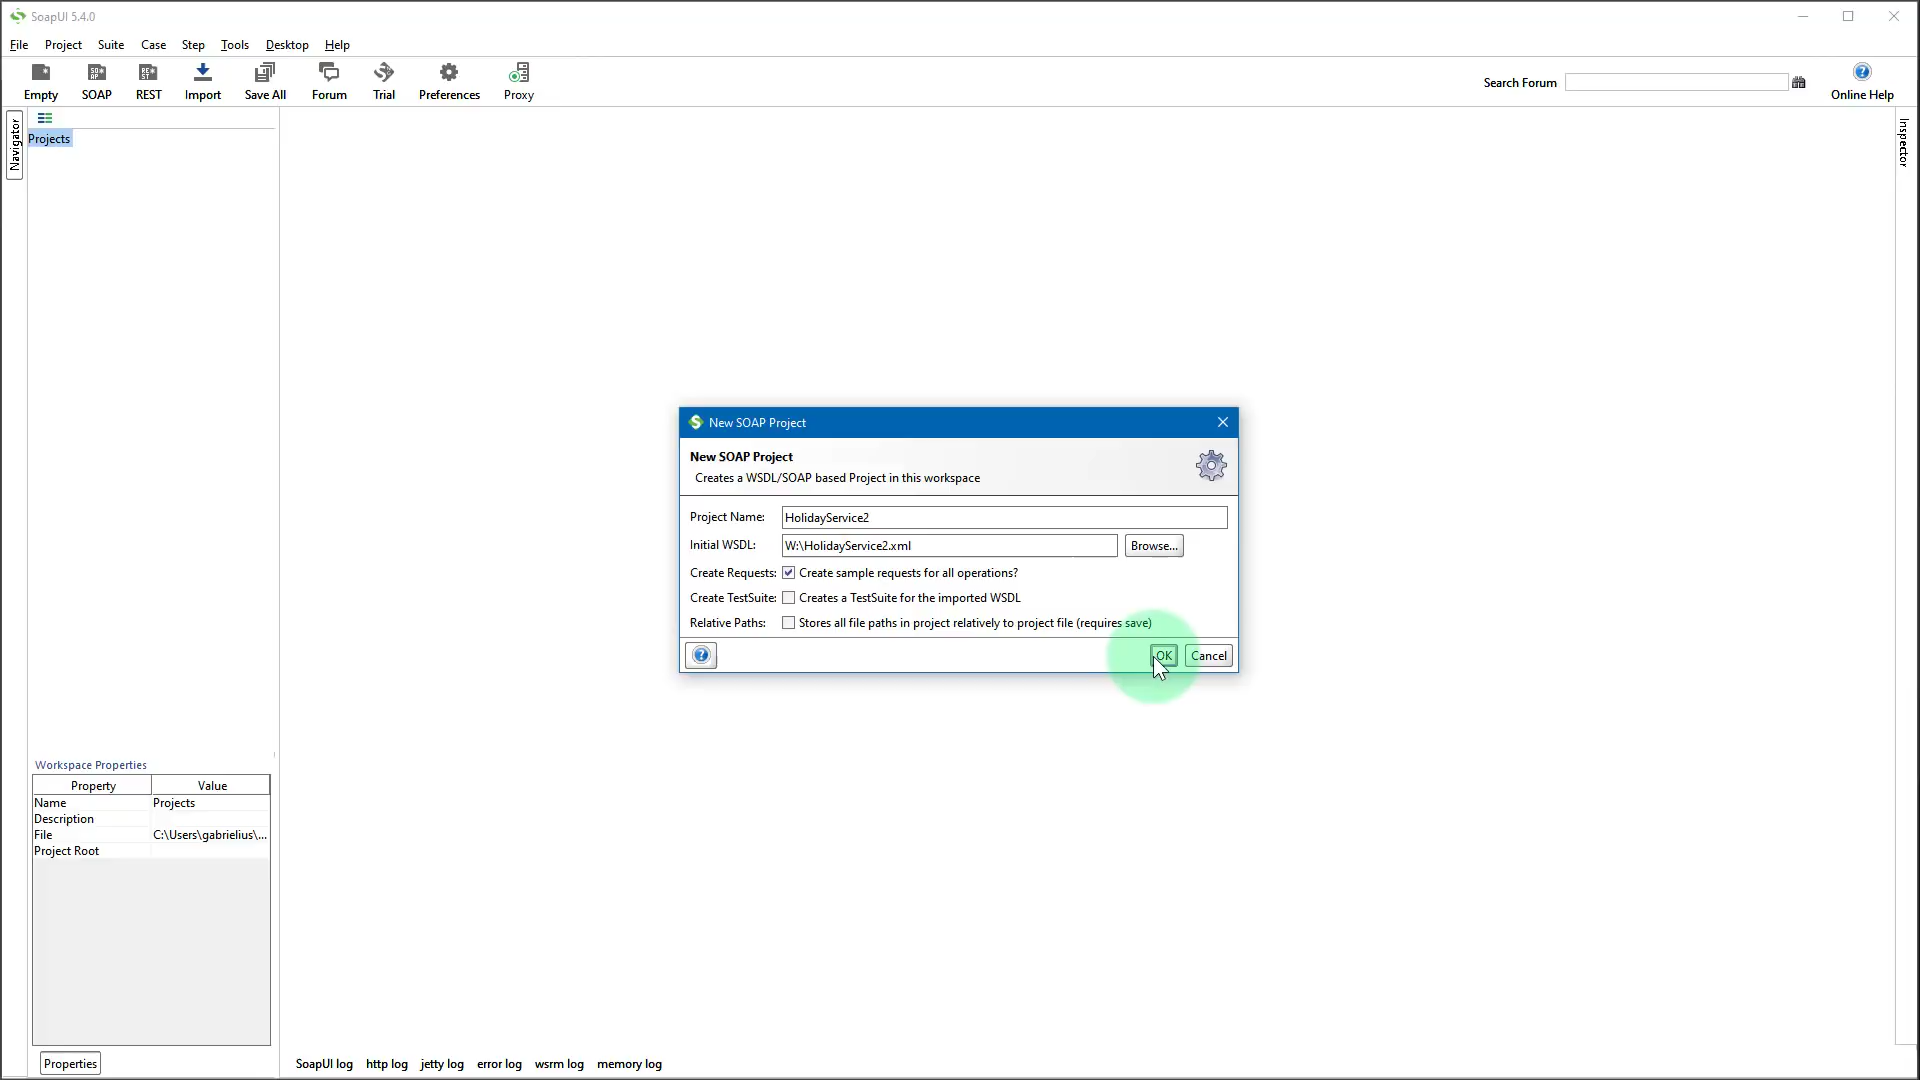 SoapUI 5.4.0
File Project Suite Case Step Tools Desktop Help
Empty SOAP REST Import Save All Forum Trial Preferences Proxy
Search Forum
Online Help
Navigator
Projects
Inspector
New SOAP Project
New SOAP Project
Creates a WSDL/SOAP based Project in this workspace
Project Name: HolidayService2
Initial WSDL: W:\HolidayService2.xml Browse...
Create Requests: Create sample requests for all operations?
Create TestSuite: Creates a TestSuite for the imported WSDL
Relative Paths: Stores all file paths in project relatively to project file (requires save)
OK Cancel
Workspace Properties
Property Value
Name Projects
Description
File C:\Users\gabrielius\...
Project Root
Properties
SoapUI log http log jetty log error log wsrm log memory log